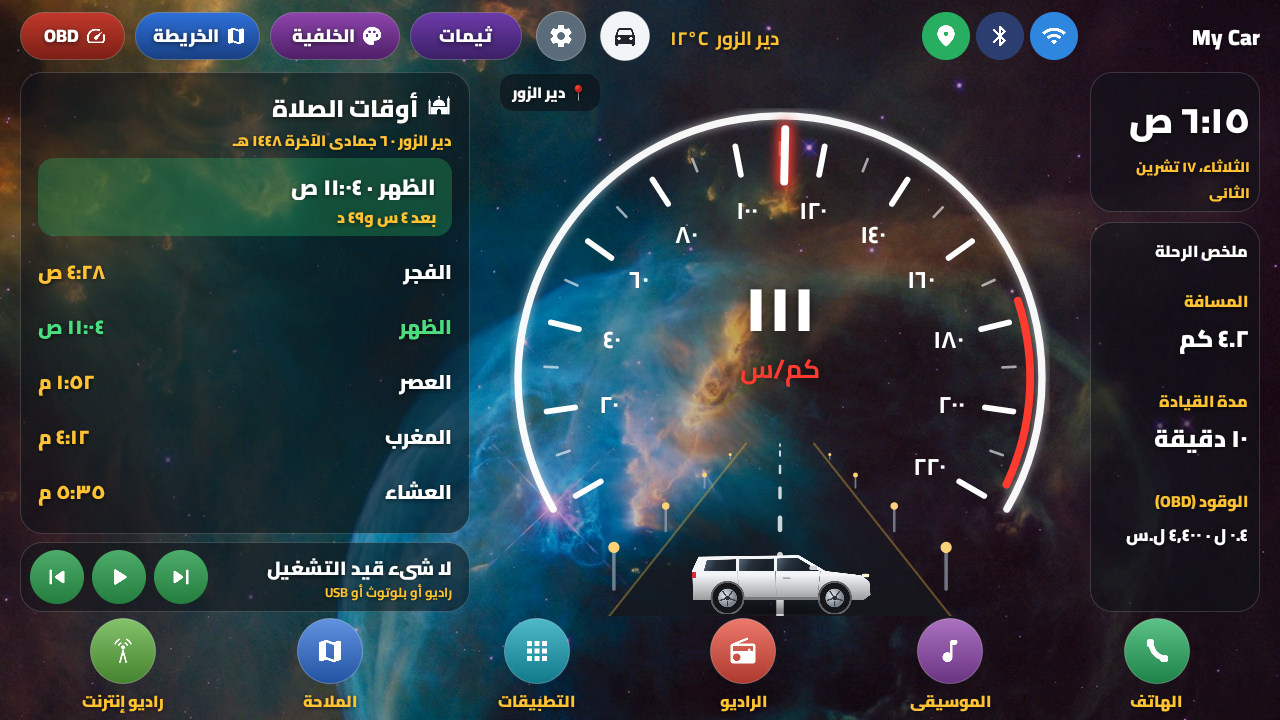 My Car
دير الزور ١٢°C
ثيمات
الخلفية
الخريطة
OBD
٦:١٥ ص
الثلاثاء، ١٧ تشرين
الثاني
ملخص الرحلة
المسافة
٤.٢ كم
مدة القيادة
١٠ دقيقة
الوقود (OBD)
٠.٤ ل · ٤,٤٠٠ ل.س
📍 دير الزور
٢٠
٤٠
٦٠
٨٠
١٠٠
١٢٠
١٤٠
١٦٠
١٨٠
٢٠٠
٢٢٠
١١١
كم/س
أوقات الصلاة
دير الزور · ٦ جمادى الآخرة ١٤٤٨ هـ
الظهر · ١١:٠٤ ص
بعد ٤ س و٤٩ د
الفجر ٤:٢٨ ص
الظهر ١١:٠٤ ص
العصر ١:٥٢ م
المغرب ٤:١٢ م
العشاء ٥:٣٥ م
لا شيء قيد التشغيل
راديو أو بلوتوث أو USB
الهاتف
الموسيقى
الراديو
التطبيقات
الملاحة
راديو إنترنت